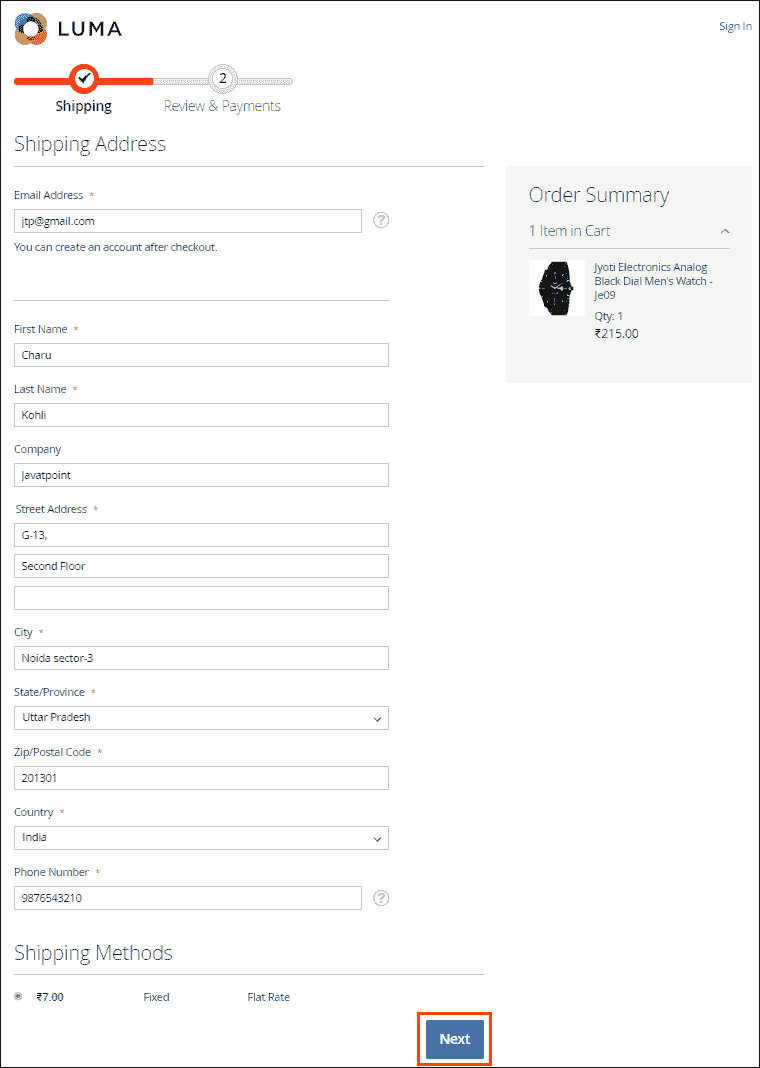 LUMA
Sign In
2
Shipping
Review & Payments
Shipping Address
Email Address *
jtp@gmail.com
?
You can create an account after checkout.
First Name *
Charu
Last Name *
Kohli
Company
Javatpoint
Street Address *
G-13,
Second Floor
City *
Noida sector-3
State/Province *
Uttar Pradesh
Zip/Postal Code *
201301
Country *
India
Phone Number *
9876543210
?
Shipping Methods
₹7.00 Fixed Flat Rate
Next
Order Summary
1 Item in Cart
Jyoti Electronics Analog
Black Dial Men's Watch -
Je09
Qty: 1
₹215.00